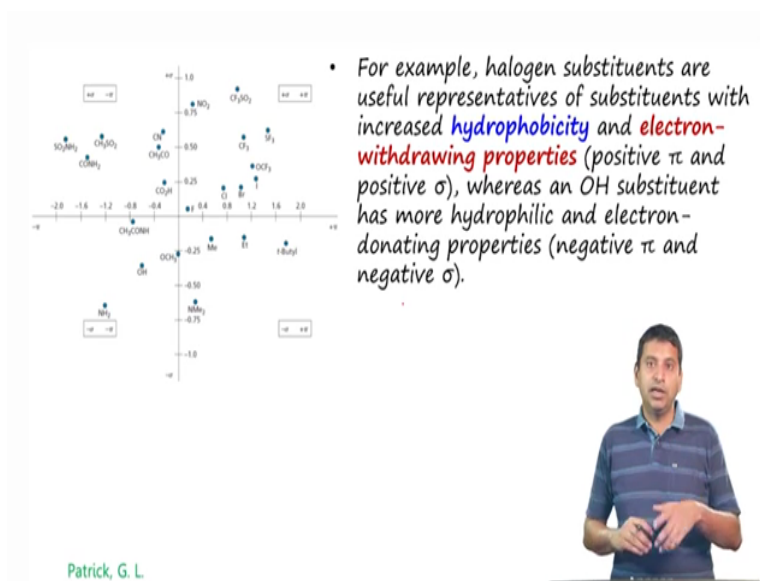 • For example, halogen substituents are
useful representatives of substituents with
increased hydrophobicity and electron-
withdrawing properties (positive π and
positive σ), whereas an OH substituent
has more hydrophilic and electron-
donating properties (negative π and
negative σ).
1.0
CF₃SO₂
NO₂
0.75
SO₂NH₂
CH₃SO₂
CN
CF₃
SF₅
0.50
CONH₂
CH₃CO
OCF₃
0.25
CO₂H
Cl
Br
I
F
-2.0 -1.6 -1.2 -0.8 -0.4 0.4 0.8 1.2 1.6 2.0
CH₃CONH
-0.25
OCH₃
Me
Et
t-Butyl
OH
-0.50
NH₂
NMe₂
-0.75
-1.0
Patrick, G. L.